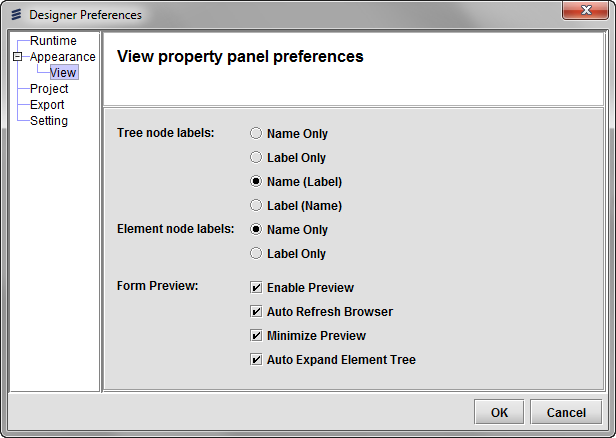 Designer Preferences
Runtime
Appearance
View
Project
Export
Setting
View property panel preferences
Tree node labels:
Name Only
Label Only
Name (Label)
Label (Name)
Element node labels:
Name Only
Label Only
Form Preview:
Enable Preview
Auto Refresh Browser
Minimize Preview
Auto Expand Element Tree
OK
Cancel